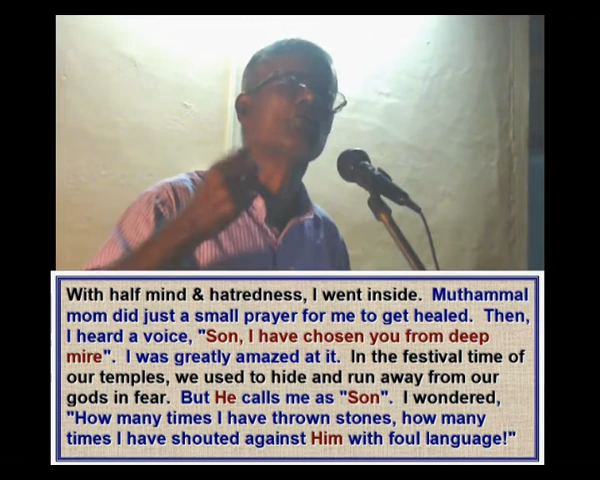 With half mind & hatredness, I went inside. Muthammal
mom did just a small prayer for me to get healed. Then,
I heard a voice, "Son, I have chosen you from deep
mire". I was greatly amazed at it. In the festival time of
our temples, we used to hide and run away from our
gods in fear. But He calls me as "Son". I wondered,
"How many times I have thrown stones, how many
times I have shouted against Him with foul language!"